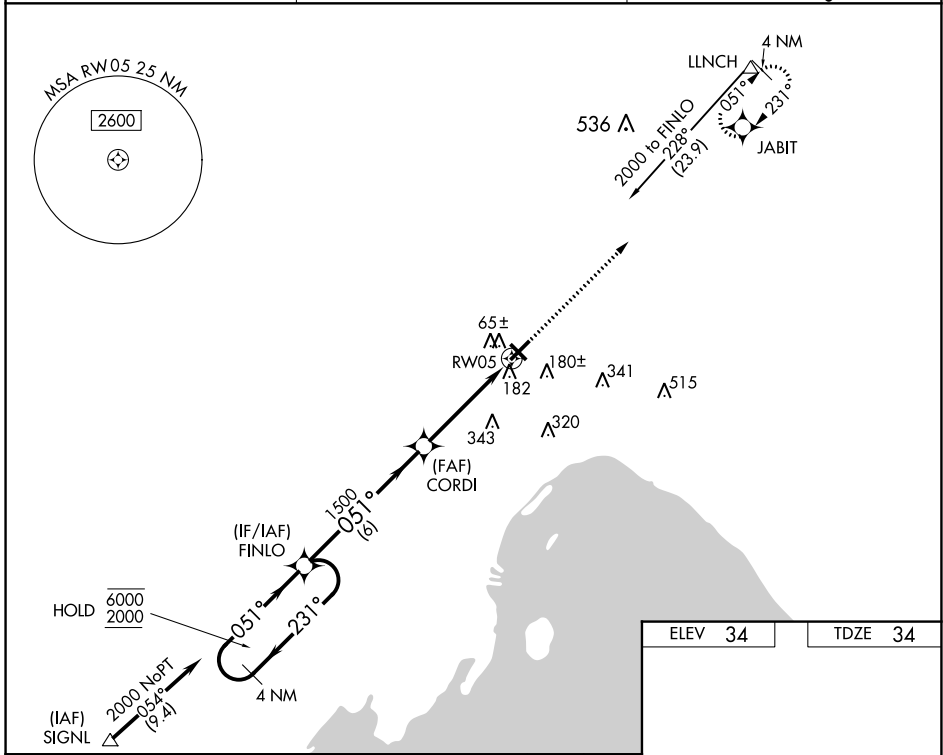 MSA RW05 25 NM
2600
LLNCH
4 NM
051°
231°
JABIT
536
2000 to FINLO
228°
(23.9)
65±
RW05
182
180±
341
515
343
320
(FAF)
CORDI
1500
051°
(6)
(IF/IAF)
FINLO
HOLD
6000
2000
051°
231°
4 NM
2000 NoPT
054°
(9.4)
(IAF)
SIGNL
ELEV 34
TDZE 34